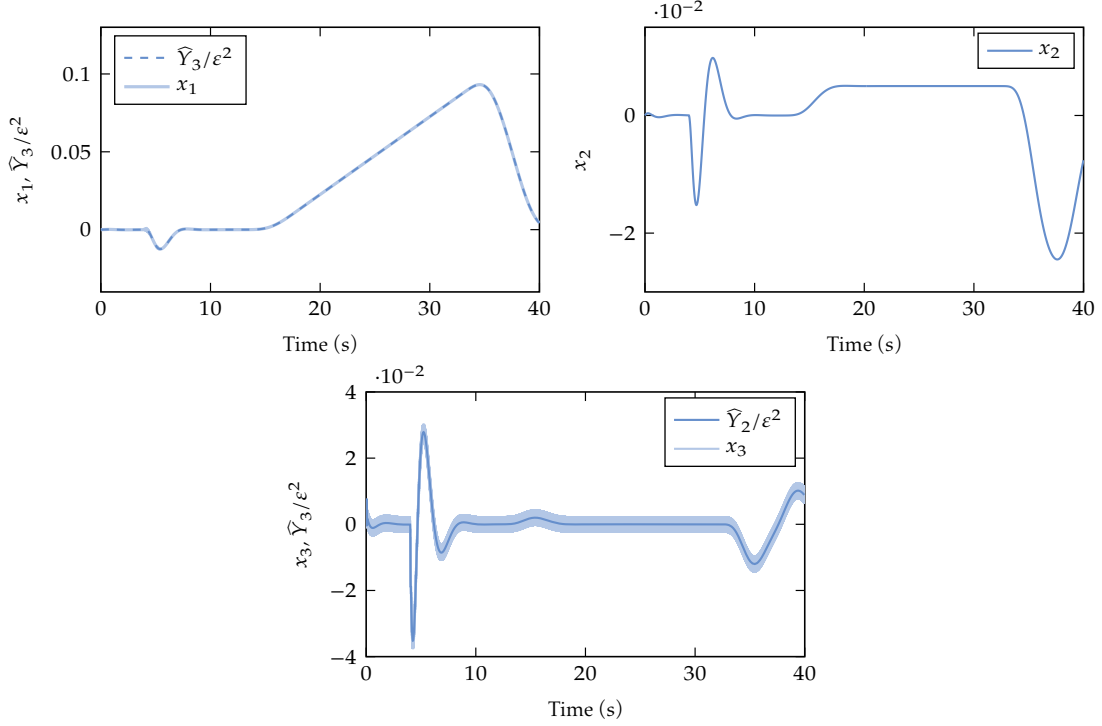 0.1
0.05
0
0 10 20 30 40
Time (s)
x₁, Ŷ₃/ε²
Ŷ₃/ε²
x₁
·10⁻²
0
−2
0 10 20 30 40
Time (s)
x₂
x₂
·10⁻²
4
2
0
−2
−4
0 10 20 30 40
Time (s)
x₃, Ŷ₃/ε²
Ŷ₂/ε²
x₃